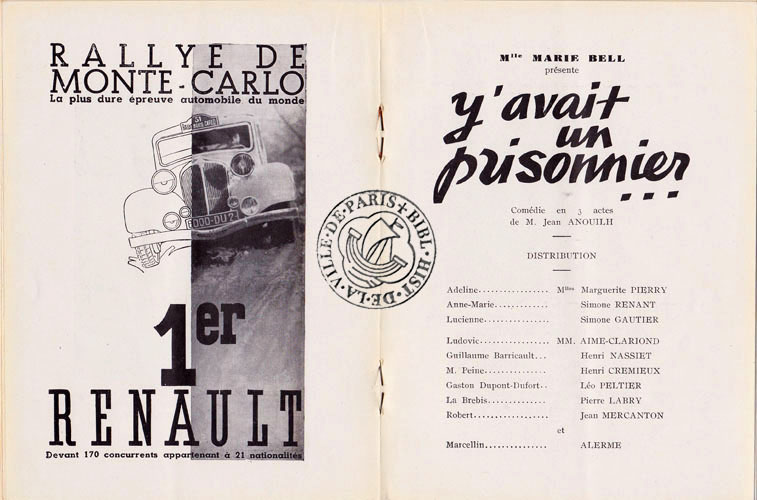 RALLYE DE
MONTE-CARLO
La plus dure épreuve automobile du monde
51
6000-DU7
1er
RENAULT
Devant 170 concurrents appartenant à 21 nationalités
BIBL. HIST. DE LA VILLE DE PARIS
Mlle MARIE BELL
présente
y'avait
un
prisonnier
...
Comédie en 3 actes
de M. Jean ANOUILH
DISTRIBUTION
Adeline................ Mlles Marguerite PIERRY
Anne-Marie............ Simone RENANT
Lucienne............... Simone GAUTIER
Ludovic................ MM. AIME-CLARIOND
Guillaume Barricault... Henri NASSIET
M. Peine............... Henri CREMIEUX
Gaston Dupont-Dufort.. Léo PELTIER
La Brebis.............. Pierre LABRY
Robert................. Jean MERCANTON
et
Marcellin.............. ALERME